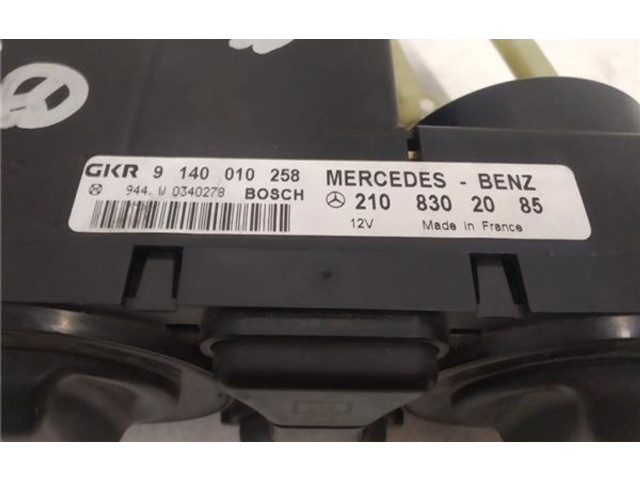 GKR 9 140 010 258 MERCEDES - BENZ
944. W 0340278 BOSCH 210 830 20 85
12V Made in France